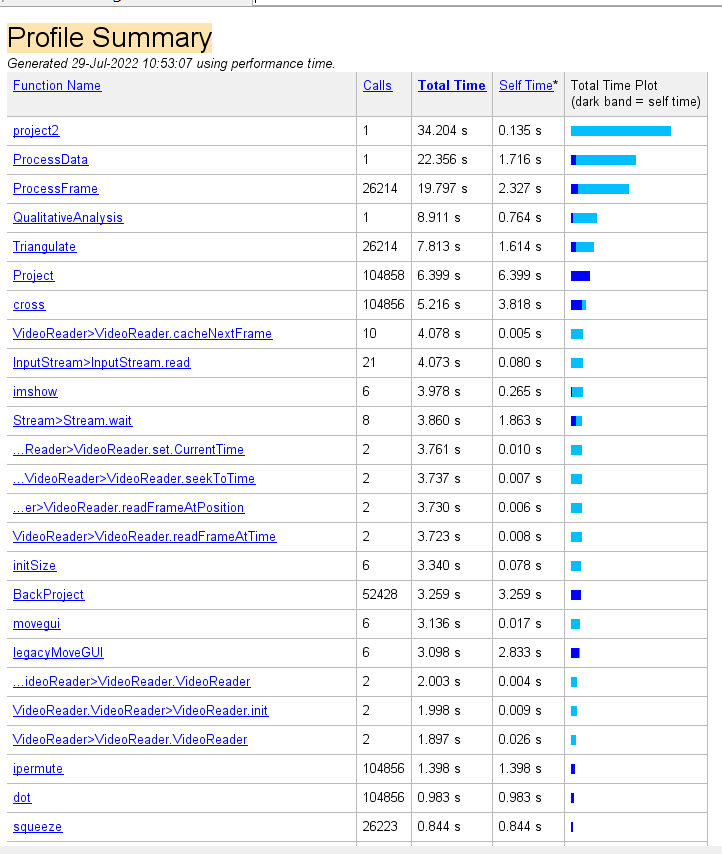 Profile Summary
Generated 29-Jul-2022 10:53:07 using performance time.
Function Name Calls Total Time Self Time* Total Time Plot
(dark band = self time)
project2 1 34.204 s 0.135 s
ProcessData 1 22.356 s 1.716 s
ProcessFrame 26214 19.797 s 2.327 s
QualitativeAnalysis 1 8.911 s 0.764 s
Triangulate 26214 7.813 s 1.614 s
Project 104858 6.399 s 6.399 s
cross 104856 5.216 s 3.818 s
VideoReader>VideoReader.cacheNextFrame 10 4.078 s 0.005 s
InputStream>InputStream.read 21 4.073 s 0.080 s
imshow 6 3.978 s 0.265 s
Stream>Stream.wait 8 3.860 s 1.863 s
...Reader>VideoReader.set.CurrentTime 2 3.761 s 0.010 s
...VideoReader>VideoReader.seekToTime 2 3.737 s 0.007 s
...er>VideoReader.readFrameAtPosition 2 3.730 s 0.006 s
VideoReader>VideoReader.readFrameAtTime 2 3.723 s 0.008 s
initSize 6 3.340 s 0.078 s
BackProject 52428 3.259 s 3.259 s
movegui 6 3.136 s 0.017 s
legacyMoveGUI 6 3.098 s 2.833 s
...ideoReader>VideoReader.VideoReader 2 2.003 s 0.004 s
VideoReader.VideoReader>VideoReader.init 2 1.998 s 0.009 s
VideoReader>VideoReader.VideoReader 2 1.897 s 0.026 s
ipermute 104856 1.398 s 1.398 s
dot 104856 0.983 s 0.983 s
squeeze 26223 0.844 s 0.844 s